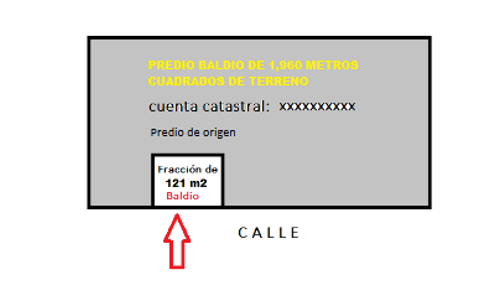 PREDIO BALDIO DE 1,960 METROS
CUADRADOS DE TERRENO
cuenta catastral: xxxxxxxxxx
Predio de origen
Fracción de
121 m2
Baldio
CALLE